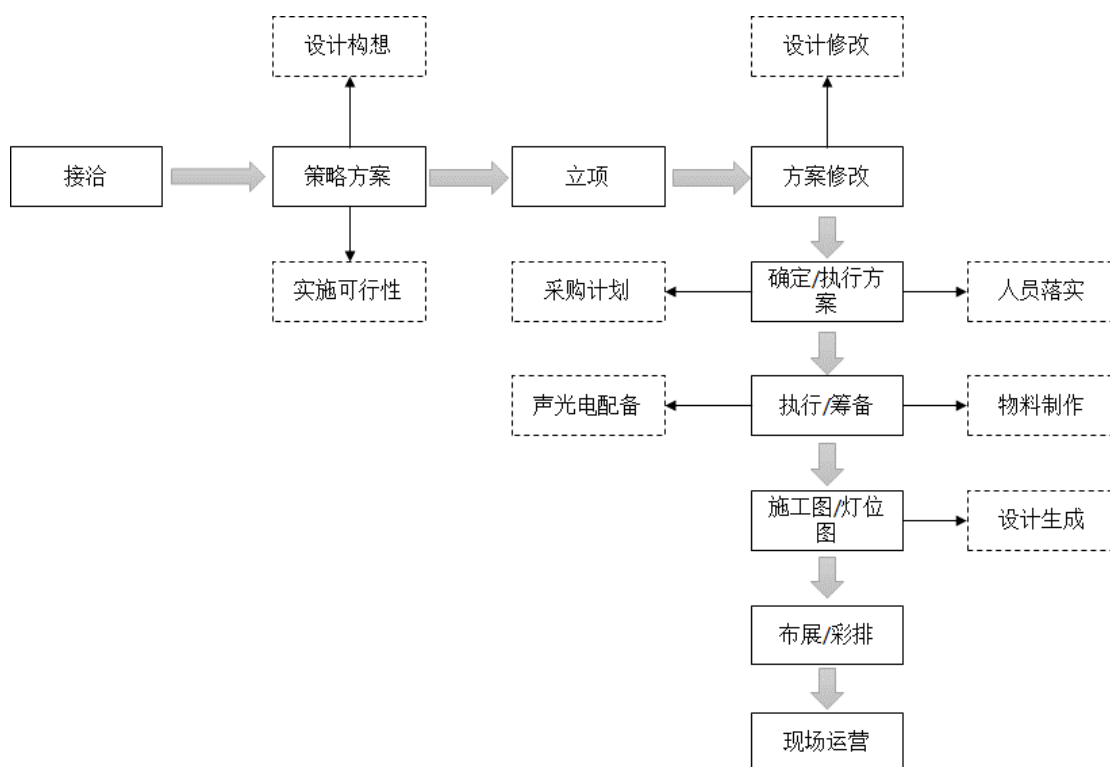 设计构想
设计修改
接洽
策略方案
立项
方案修改
实施可行性
采购计划
确定/执行方
案
人员落实
声光电配备
执行/筹备
物料制作
施工图/灯位
图
设计生成
布展/彩排
现场运营